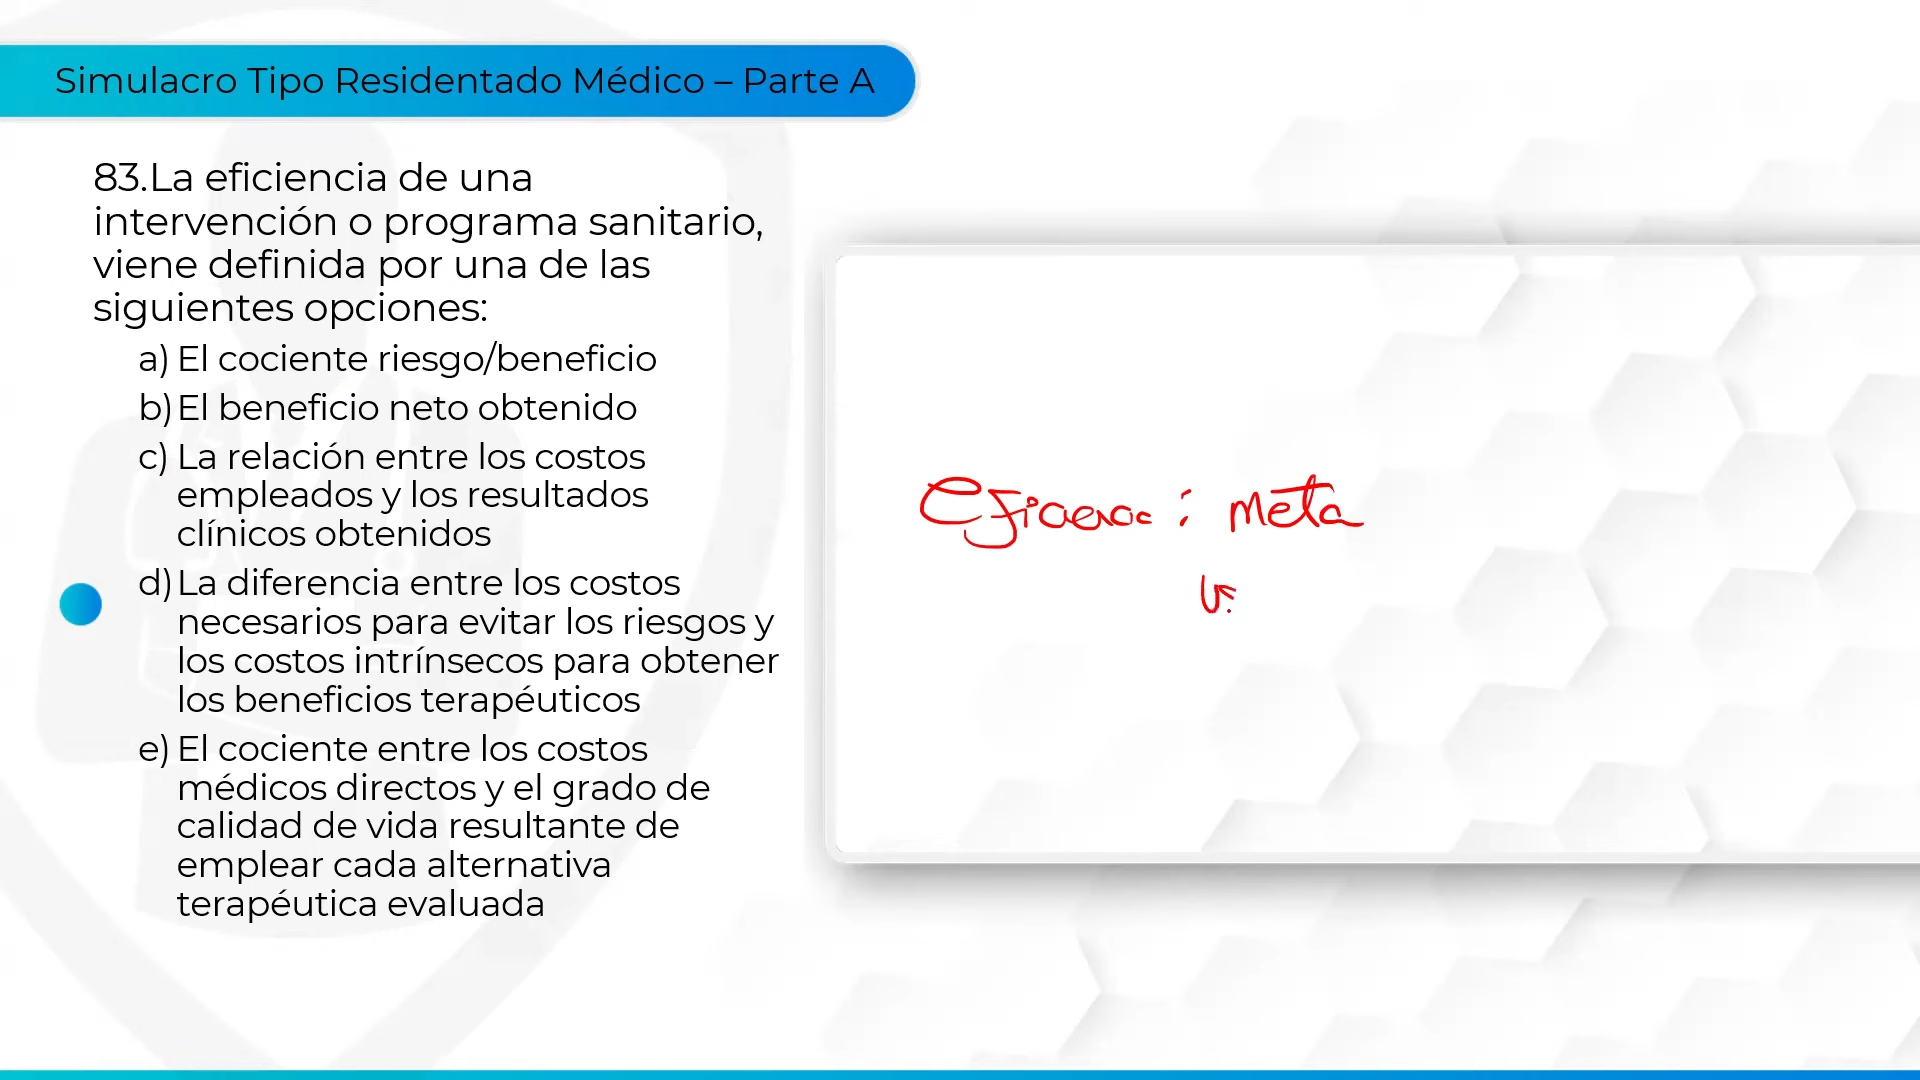 Simulacro Tipo Residentado Médico – Parte A
83.La eficiencia de una
intervención o programa sanitario,
viene definida por una de las
siguientes opciones:
a) El cociente riesgo/beneficio
b) El beneficio neto obtenido
c) La relación entre los costos
empleados y los resultados
clínicos obtenidos
d) La diferencia entre los costos
necesarios para evitar los riesgos y
los costos intrínsecos para obtener
los beneficios terapéuticos
e) El cociente entre los costos
médicos directos y el grado de
calidad de vida resultante de
emplear cada alternativa
terapéutica evaluada
: meta